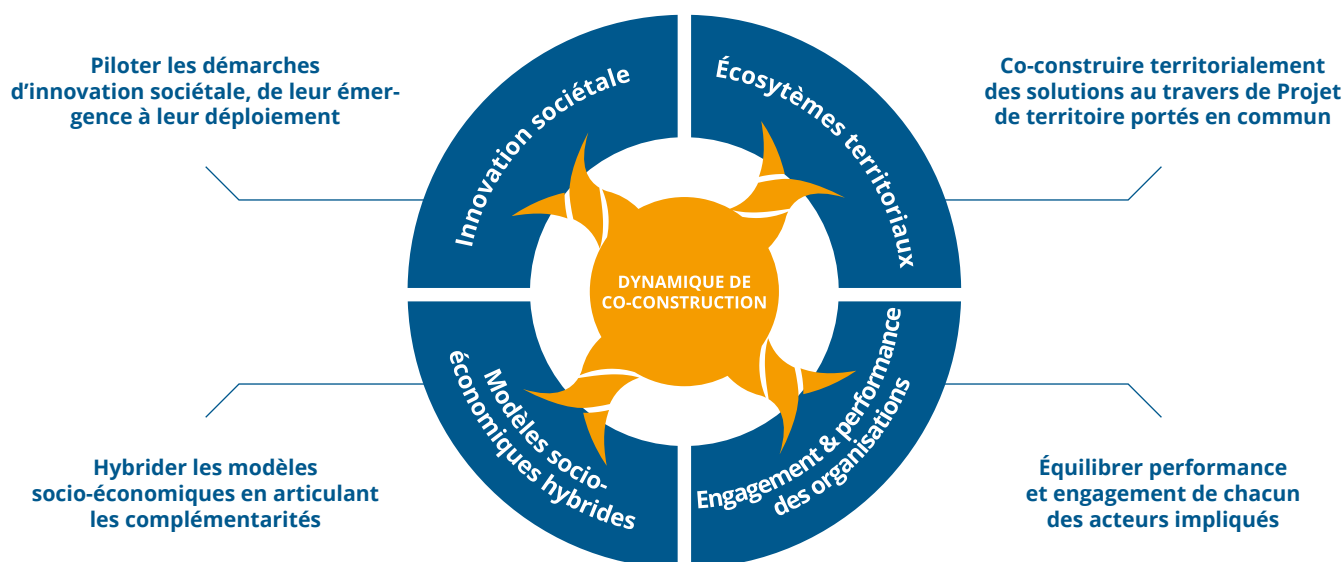 Piloter les démarches
d’innovation sociétale, de leur émer-
gence à leur déploiement
Innovation sociétale
Écosytèmes territoriaux
Co-construire territorialement
des solutions au travers de Projet
de territoire portés en commun
DYNAMIQUE DE
CO-CONSTRUCTION
Hybrider les modèles
socio-économiques en articulant
les complémentarités
Modèles socio-
économiques hybrides
Engagement & performance
des organisations
Équilibrer performance
et engagement de chacun
des acteurs impliqués